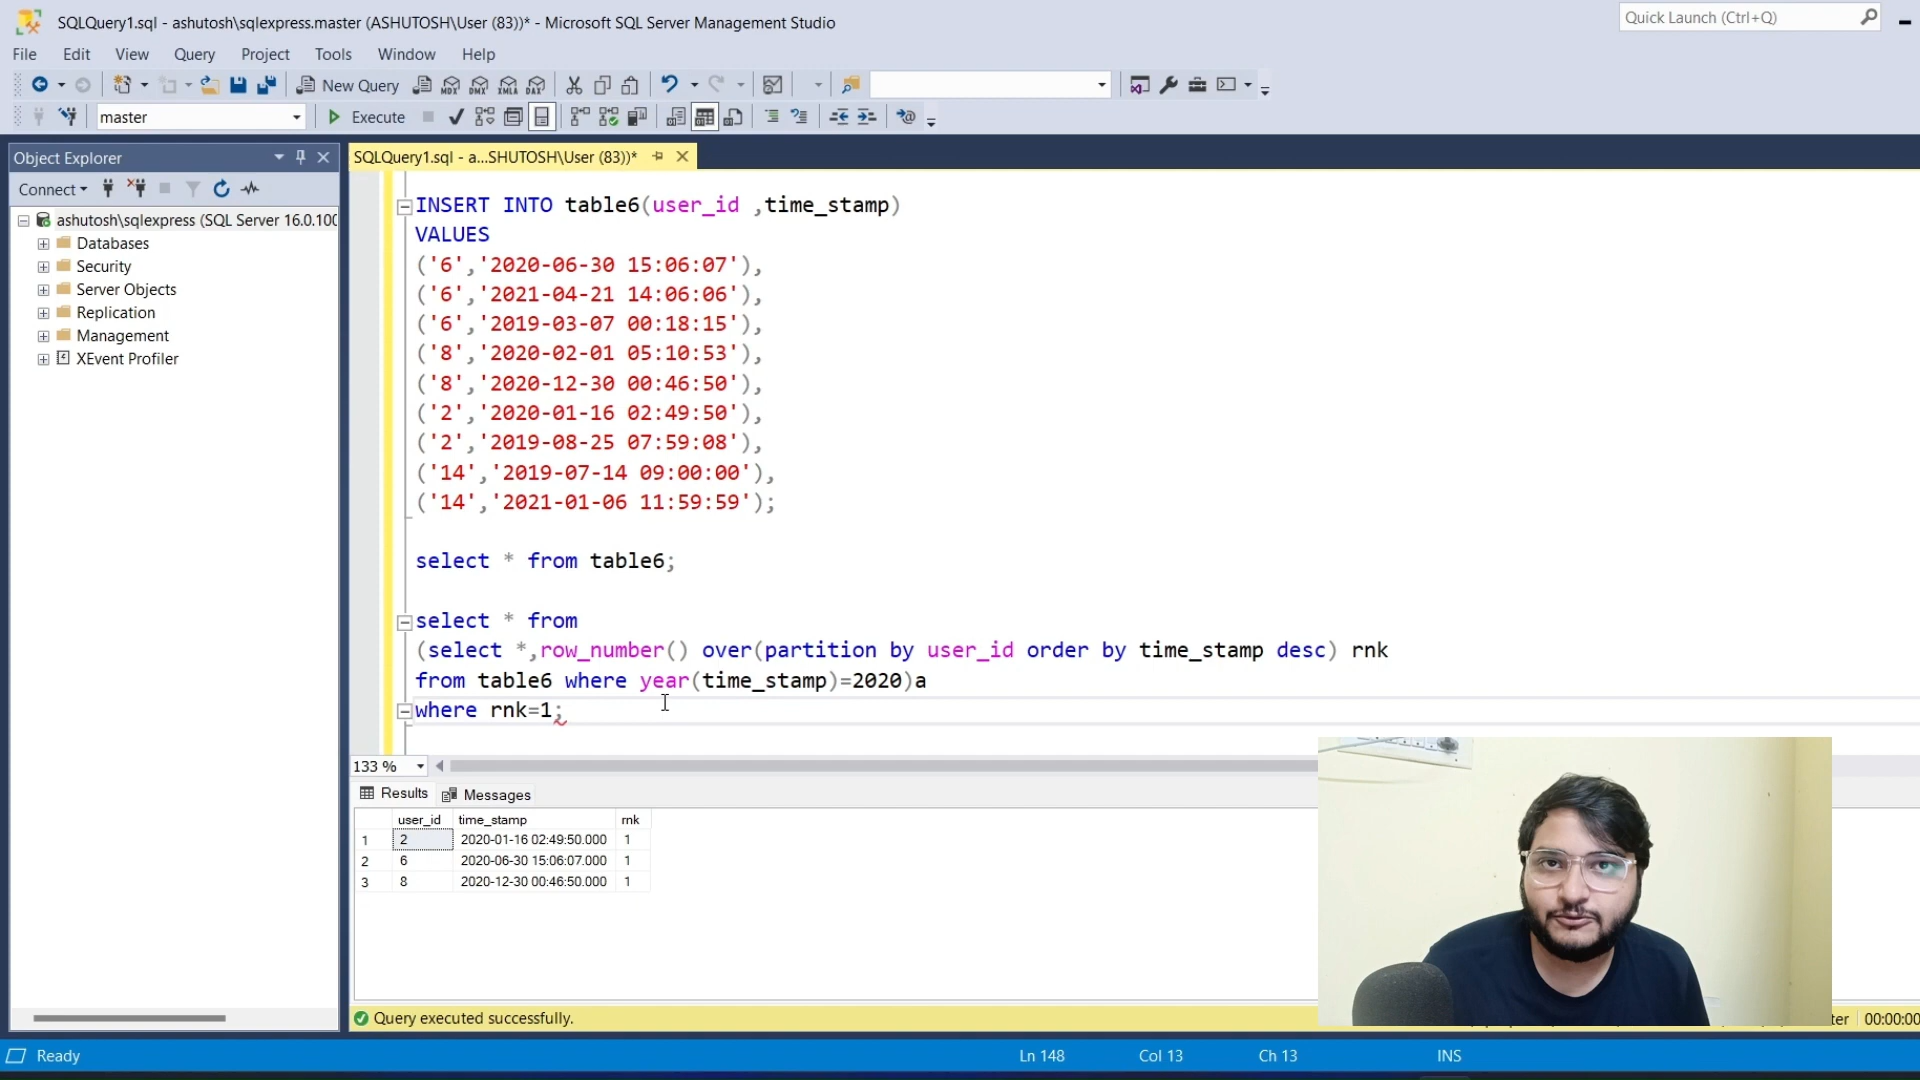 SQLQuery1.sql - ashutosh\sqlexpress.master (ASHUTOSH\User (83))* - Microsoft SQL Server Management Studio
Quick Launch (Ctrl+Q)
File Edit View Query Project Tools Window Help
New Query MDX DMX XMLA DAX
master Execute
Object Explorer
SQLQuery1.sql - a...SHUTOSH\User (83))*
Connect
ashutosh\sqlexpress (SQL Server 16.0.100
Databases
Security
Server Objects
Replication
Management
XEvent Profiler
INSERT INTO table6(user_id ,time_stamp)
VALUES
('6','2020-06-30 15:06:07'),
('6','2021-04-21 14:06:06'),
('6','2019-03-07 00:18:15'),
('8','2020-02-01 05:10:53'),
('8','2020-12-30 00:46:50'),
('2','2020-01-16 02:49:50'),
('2','2019-08-25 07:59:08'),
('14','2019-07-14 09:00:00'),
('14','2021-01-06 11:59:59');
select * from table6;
select * from
(select *,row_number() over(partition by user_id order by time_stamp desc) rnk
from table6 where year(time_stamp)=2020)a
where rnk=1;
133 %
Results Messages
user_id time_stamp rnk
1 2 2020-01-16 02:49:50.000 1
2 6 2020-06-30 15:06:07.000 1
3 8 2020-12-30 00:46:50.000 1
Query executed successfully.
ter 00:00:00
Ready Ln 148 Col 13 Ch 13 INS